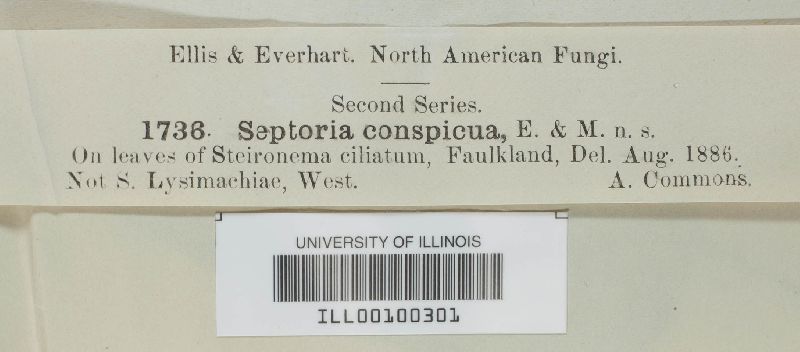 Ellis & Everhart. North American Fungi.
Second Series.
1736. Septoria conspicua, E. & M. n. s.
On leaves of Steironema ciliatum, Faulkland, Del. Aug. 1886.
Not S. Lysimachiae, West. A. Commons.
UNIVERSITY OF ILLINOIS
ILL00100301